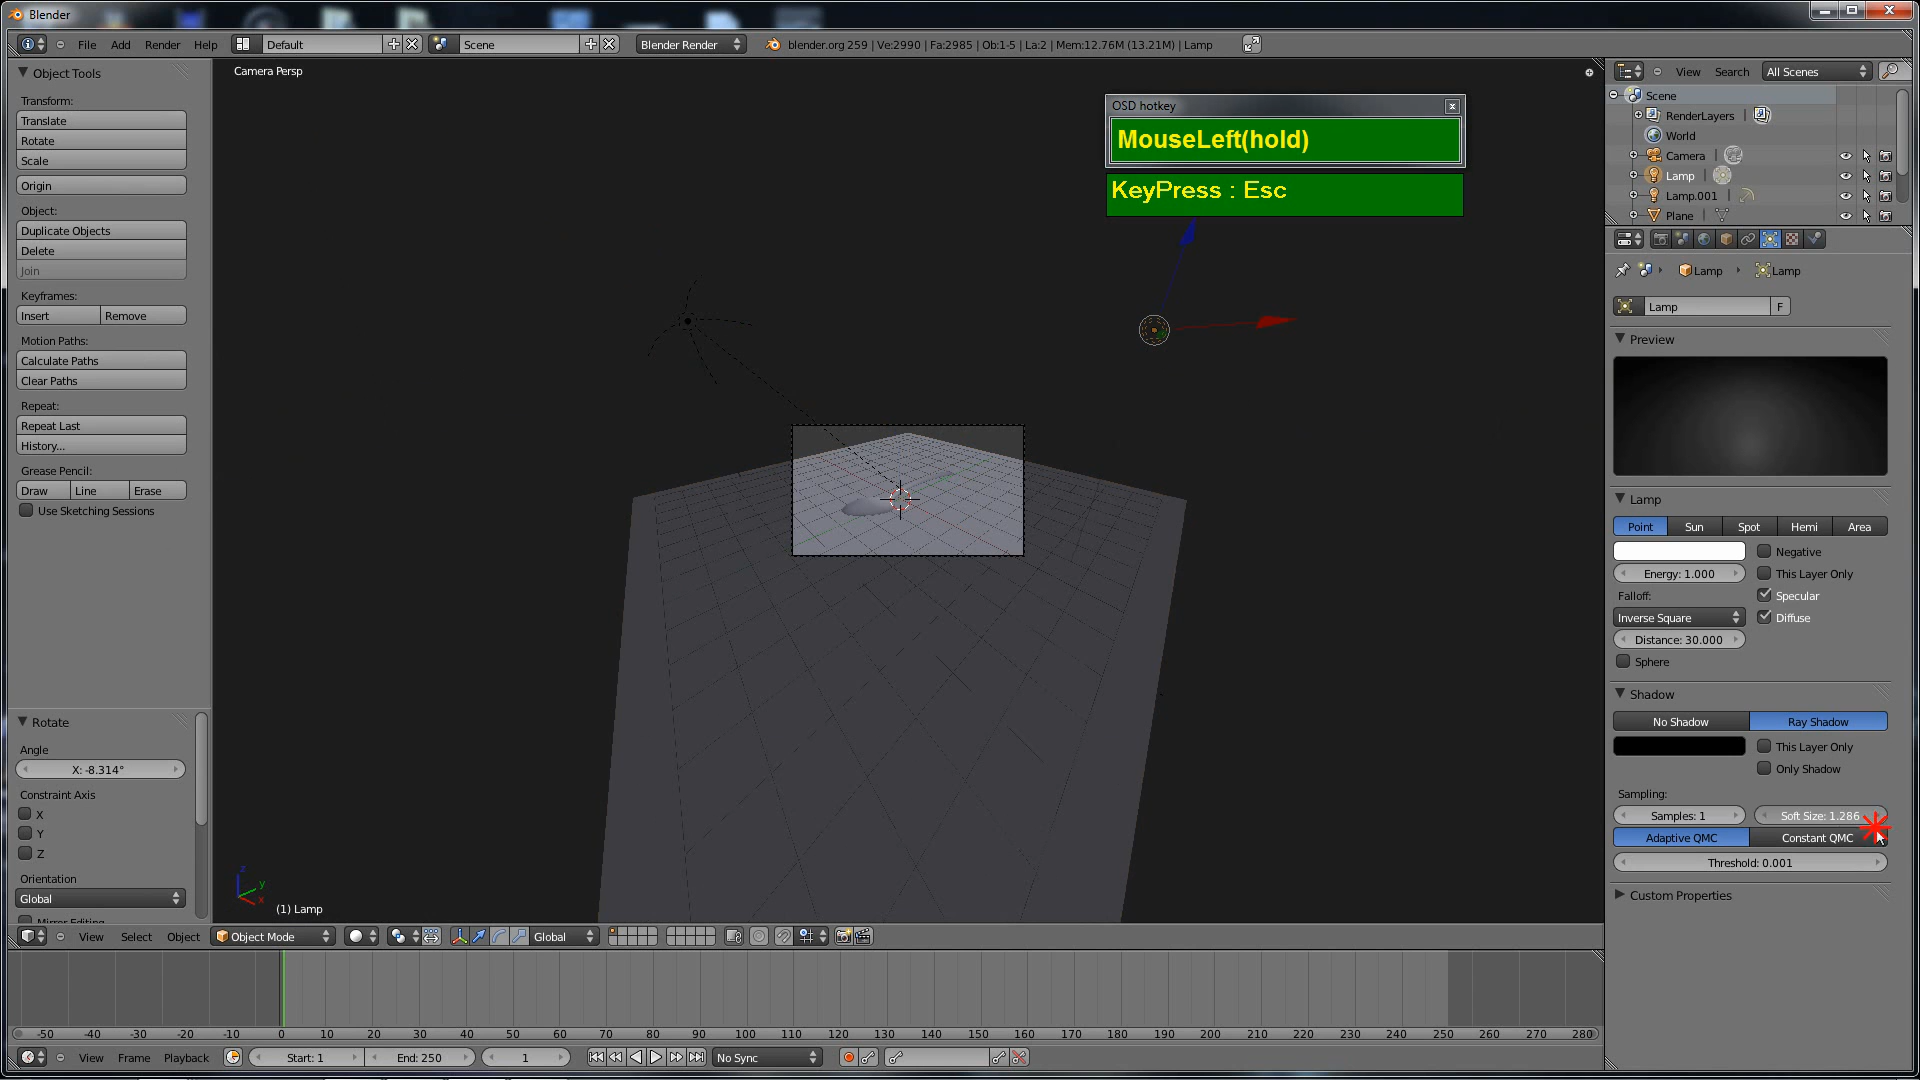 Blender
File Add Render Help Default Scene Blender Render blender.org 259 | Ve:2990 | Fa:2985 | Ob:1-5 | La:2 | Mem:12.76M (13.21M) | Lamp
Object Tools
Transform:
Translate
Rotate
Scale
Origin
Object:
Duplicate Objects
Delete
Join
Keyframes:
Insert Remove
Motion Paths:
Calculate Paths
Clear Paths
Repeat:
Repeat Last
History...
Grease Pencil:
Draw Line Erase
Use Sketching Sessions
Rotate
Angle
X: -8.314°
Constraint Axis
X
Y
Z
Orientation
Global
Mirror Editing
Camera Persp
OSD hotkey
MouseLeft(hold)
KeyPress : Esc
z
y
x
(1) Lamp
View Select Object Object Mode Global
-50 -40 -30 -20 -10 0 10 20 30 40 50 60 70 80 90 100 110 120 130 140 150 160 170 180 190 200 210 220 230 240 250 260 270 280
View Frame Playback Start: 1 End: 250 1 No Sync
View Search All Scenes
Scene
RenderLayers
World
Camera
Lamp
Lamp.001
Plane
Lamp Lamp
Lamp F
Preview
Lamp
Point Sun Spot Hemi Area
Negative
Energy: 1.000 This Layer Only
Falloff: Specular
Inverse Square Diffuse
Distance: 30.000
Sphere
Shadow
No Shadow Ray Shadow
This Layer Only
Only Shadow
Sampling:
Samples: 1 Soft Size: 1.286
Adaptive QMC Constant QMC
Threshold: 0.001
Custom Properties